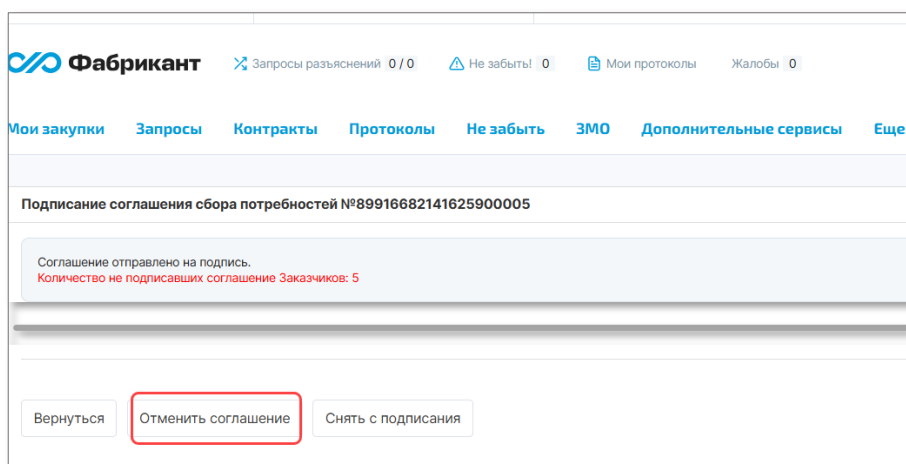 Фабрикант Запросы разъяснений 0 / 0 Не забыть! 0 Мои протоколы Жалобы 0
Мои закупки Запросы Контракты Протоколы Не забыть ЗМО Дополнительные сервисы Еще
Подписание соглашения сбора потребностей №89916682141625900005
Соглашение отправлено на подпись.
Количество не подписавших соглашение Заказчиков: 5
Вернуться Отменить соглашение Снять с подписания